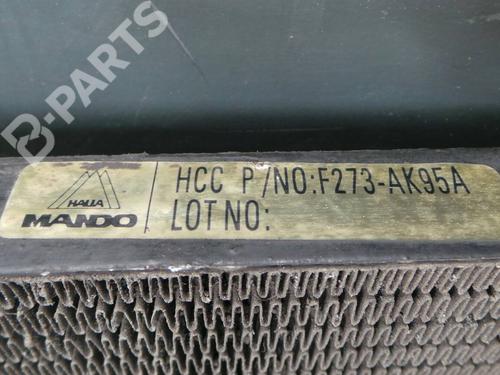 B-PARTS
HALLA
MANDO
HCC P/NO:F273-AK95A
LOT NO: